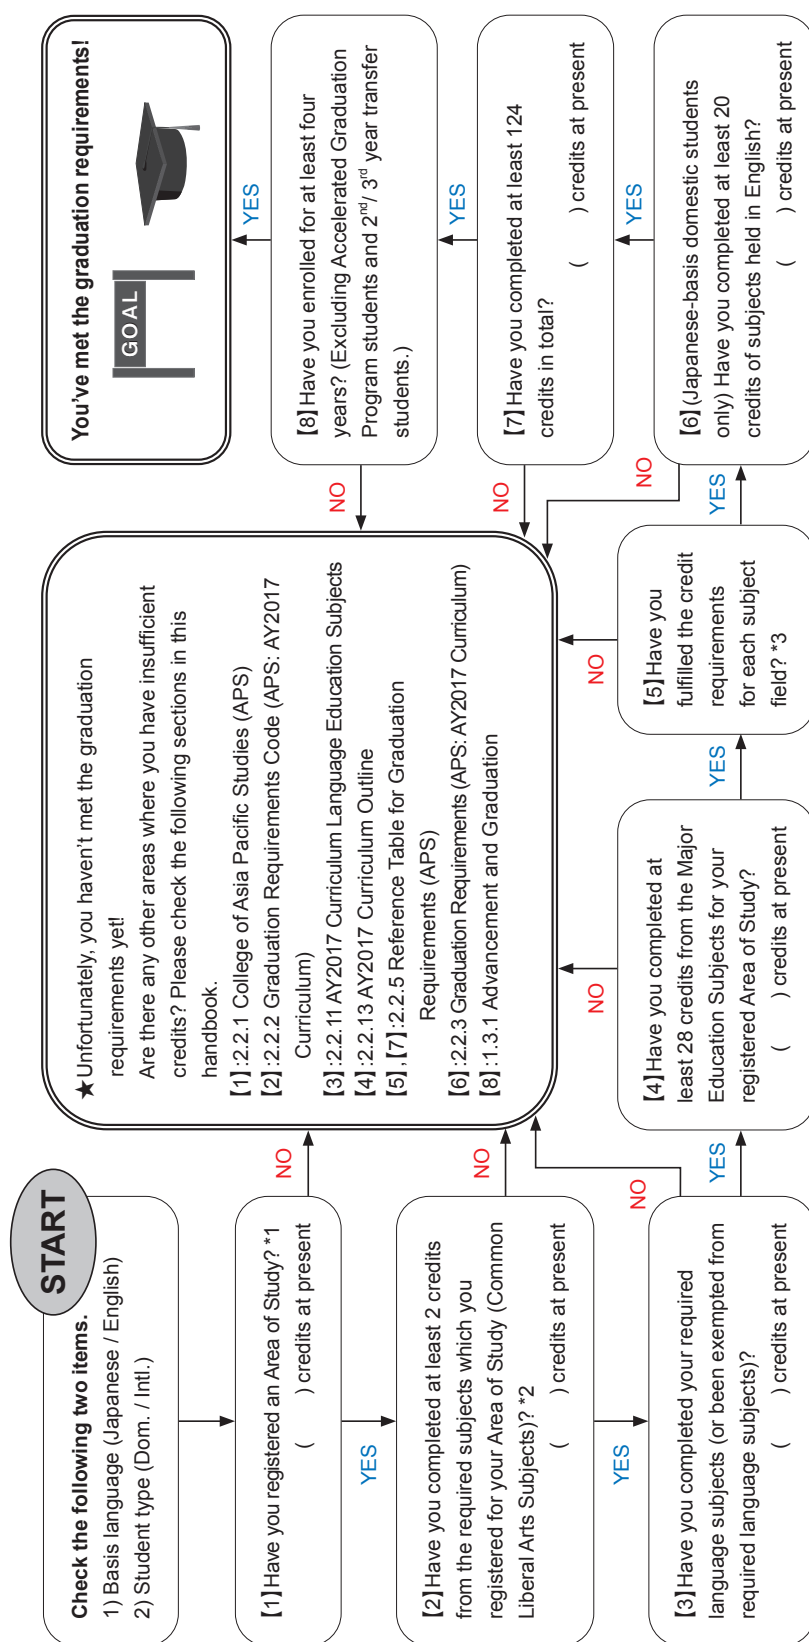 START
Check the following two items.
1) Basis language (Japanese / English)
2) Student type (Dom. / Intl.)
【1】Have you registered an Area of Study? *1
( ) credits at present
NO
YES
【2】Have you completed at least 2 credits
from the required subjects which you
registered for your Area of Study (Common
Liberal Arts Subjects)? *2
( ) credits at present
NO
YES
【3】Have you completed your required
language subjects (or been exempted from
required language subjects)?
( ) credits at present
NO
YES
【4】Have you completed at
least 28 credits from the Major
Education Subjects for your
registered Area of Study?
( ) credits at present
NO
YES
【5】Have you
fulfilled the credit
requirements
for each subject
field? *3
NO
YES
【6】(Japanese-basis domestic students
only) Have you completed at least 20
credits of subjects held in English?
( ) credits at present
NO
YES
【7】Have you completed at least 124
credits in total?
( ) credits at present
NO
YES
【8】Have you enrolled for at least four
years? (Excluding Accelerated Graduation
Program students and 2nd/ 3rd year transfer
students.)
NO
YES
You've met the graduation requirements!
GOAL
★Unfortunately, you haven't met the graduation
requirements yet!
Are there any other areas where you have insufficient
credits? Please check the following sections in this
handbook.
【1】:2.2.1 College of Asia Pacific Studies (APS)
【2】:2.2.2 Graduation Requirements Code (APS: AY2017
Curriculum)
【3】:2.2.11 AY2017 Curriculum Language Education Subjects
【4】:2.2.13 AY2017 Curriculum Outline
【5】,【7】:2.2.5 Reference Table for Graduation
Requirements (APS)
【6】:2.2.3 Graduation Requirements (APS: AY2017 Curriculum)
【8】:1.3.1 Advancement and Graduation